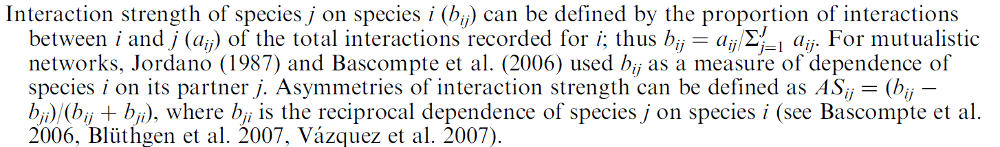 Interaction strength of species j on species i (bij) can be defined by the proportion of interactions
between i and j (aij) of the total interactions recorded for i; thus bij = aij/Σ^J_j=1 aij. For mutualistic
networks, Jordano (1987) and Bascompte et al. (2006) used bij as a measure of dependence of
species i on its partner j. Asymmetries of interaction strength can be defined as ASij = (bij −
bji)/(bij + bji), where bji is the reciprocal dependence of species j on species i (see Bascompte et al.
2006, Blüthgen et al. 2007, Vázquez et al. 2007).